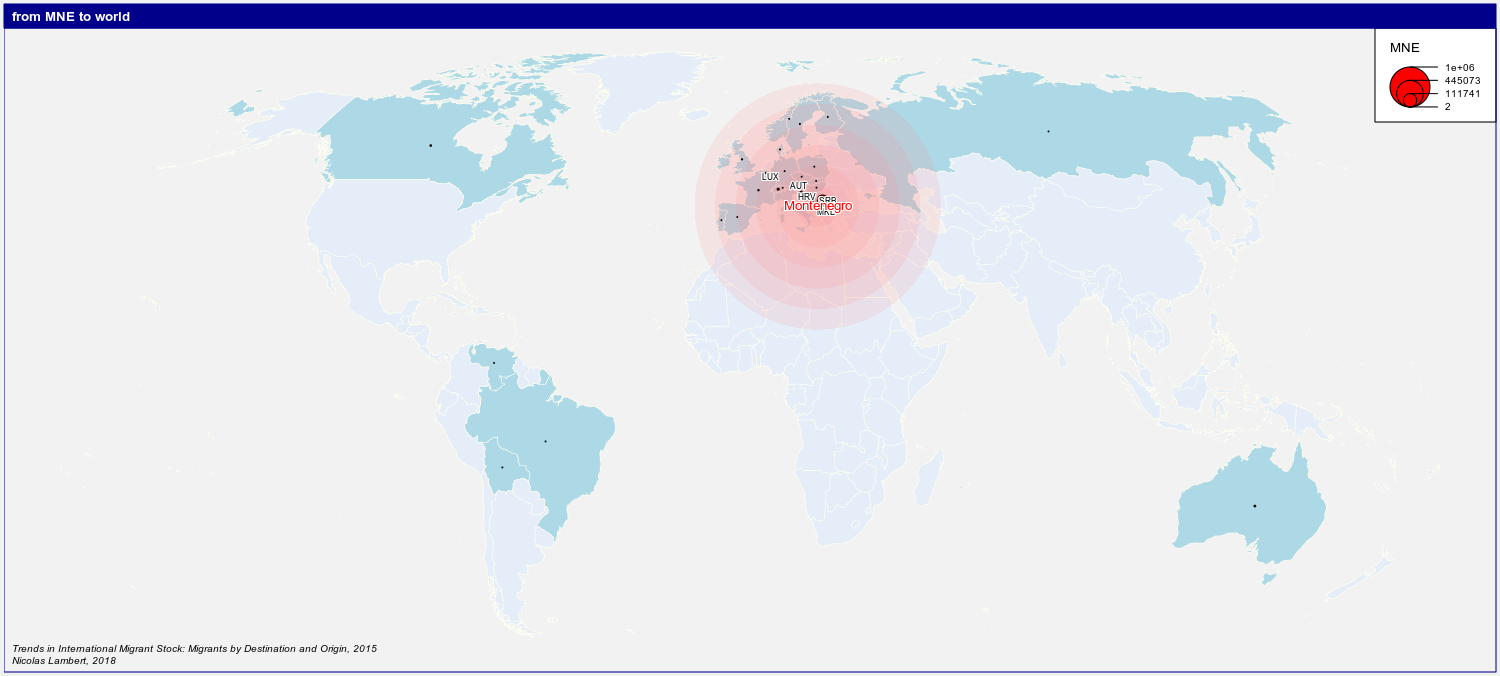 from MNE to world
MNE
1e+06
445073
111741
2
LUX
AUT
HRV
SRB
Montenegro
MKD
Trends in International Migrant Stock: Migrants by Destination and Origin, 2015
Nicolas Lambert, 2018